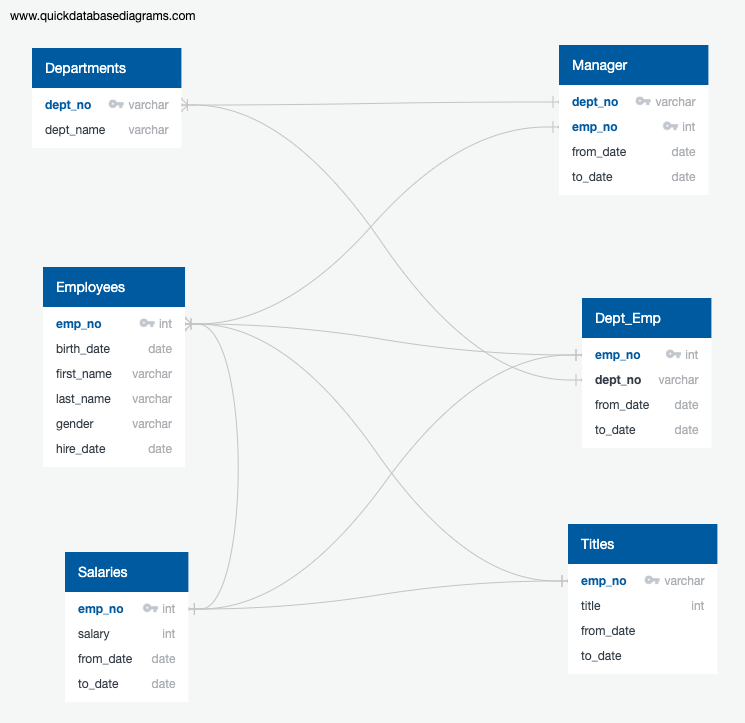 www.quickdatabasediagrams.com
Departments
dept_no varchar
dept_name varchar
Manager
dept_no varchar
emp_no int
from_date date
to_date date
Employees
emp_no int
birth_date date
first_name varchar
last_name varchar
gender varchar
hire_date date
Dept_Emp
emp_no int
dept_no varchar
from_date date
to_date date
Salaries
emp_no int
salary int
from_date date
to_date date
Titles
emp_no varchar
title int
from_date
to_date